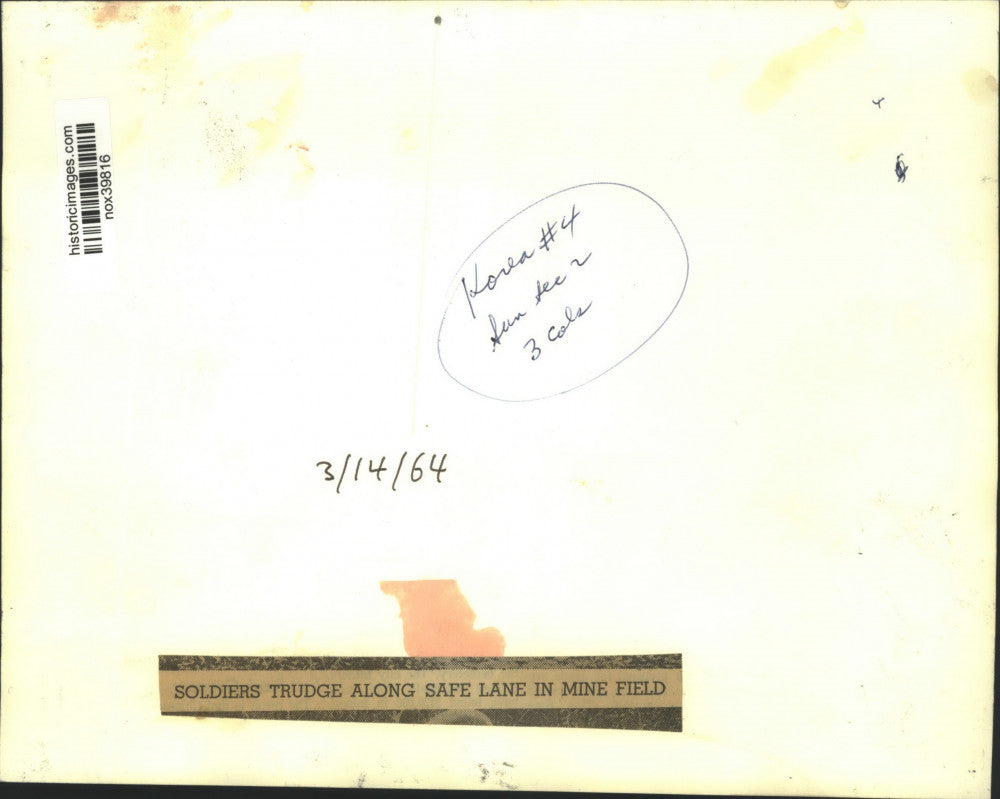 historicimages.com
nox39816
Korea #4
Sun Sec 2
3 cols
3/14/64
SOLDIERS TRUDGE ALONG SAFE LANE IN MINE FIELD